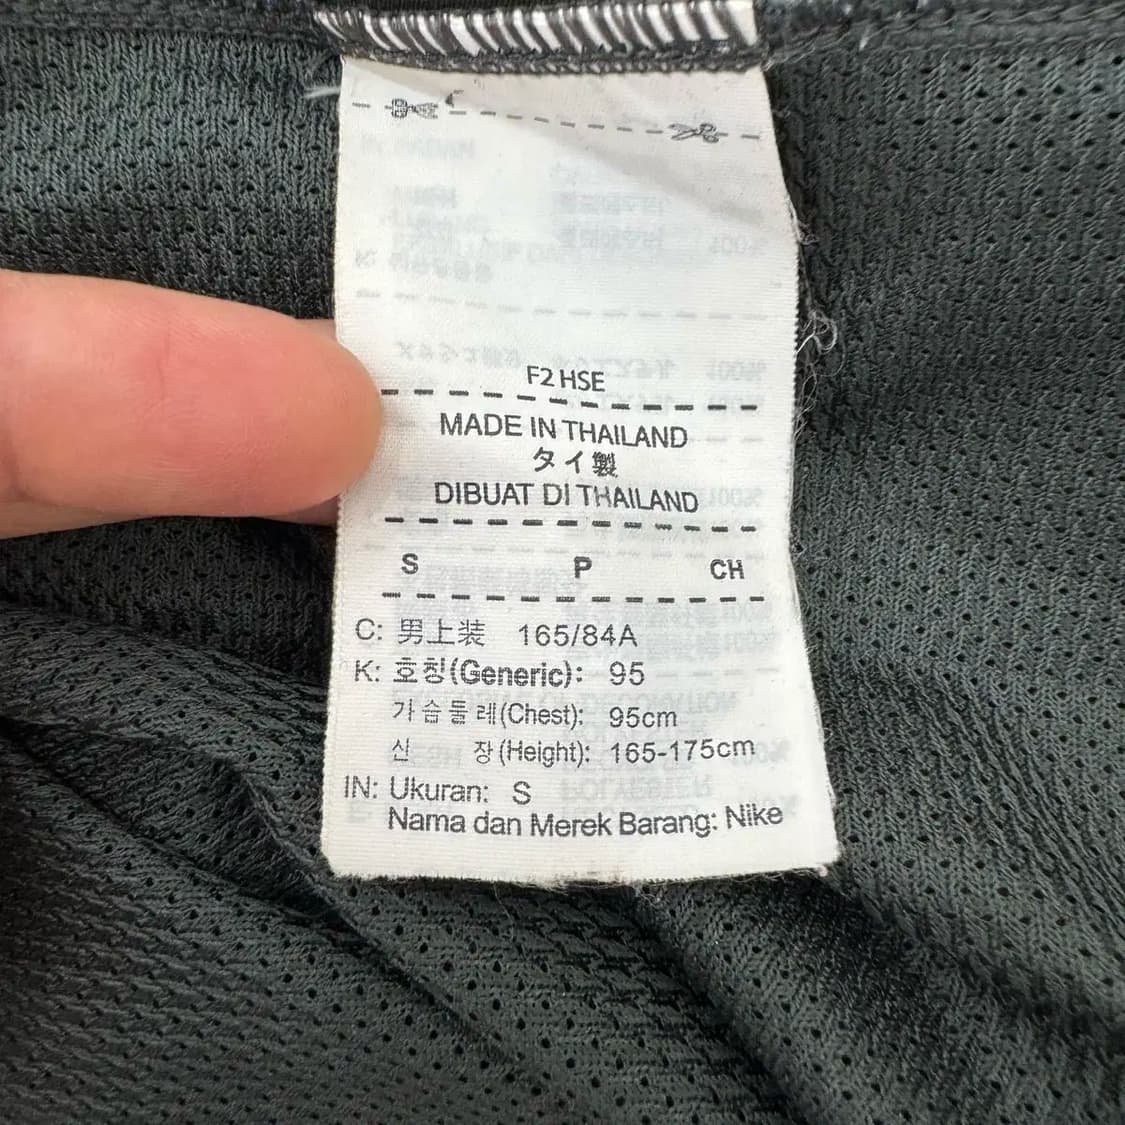 F2 HSE
MADE IN THAILAND
タイ製
DIBUAT DI THAILAND
S P CH
C: 男上装 165/84A
K: 호칭(Generic): 95
가슴둘레(Chest): 95cm
신 장(Height): 165-175cm
IN: Ukuran: S
Nama dan Merek Barang: Nike